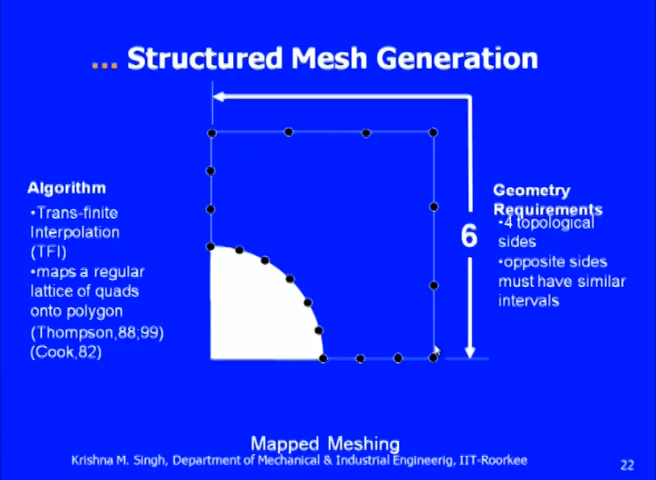 ... Structured Mesh Generation
Algorithm
•Trans-finite
Interpolation
(TFI)
•maps a regular
lattice of quads
onto polygon
(Thompson,88;99)
(Cook,82)
6
Geometry
Requirements
•4 topological
sides
•opposite sides
must have similar
intervals
Mapped Meshing
Krishna M. Singh, Department of Mechanical & Industrial Engineerig, IIT-Roorkee
22